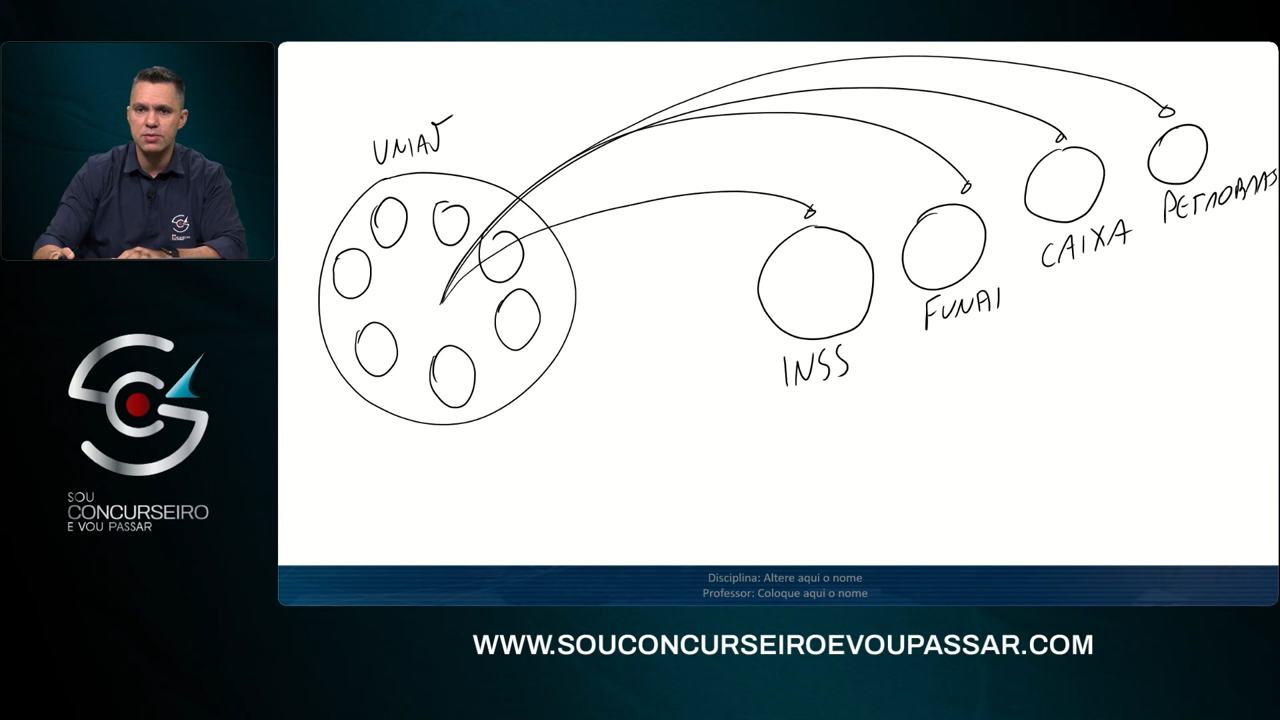 UNIAO
INSS
FUNAI
CAIXA
PETROBRAS
SOU
CONCURSEIRO
E VOU PASSAR
Disciplina: Altere aqui o nome
Professor: Coloque aqui o nome
WWW.SOUCONCURSEIROEVOUPASSAR.COM